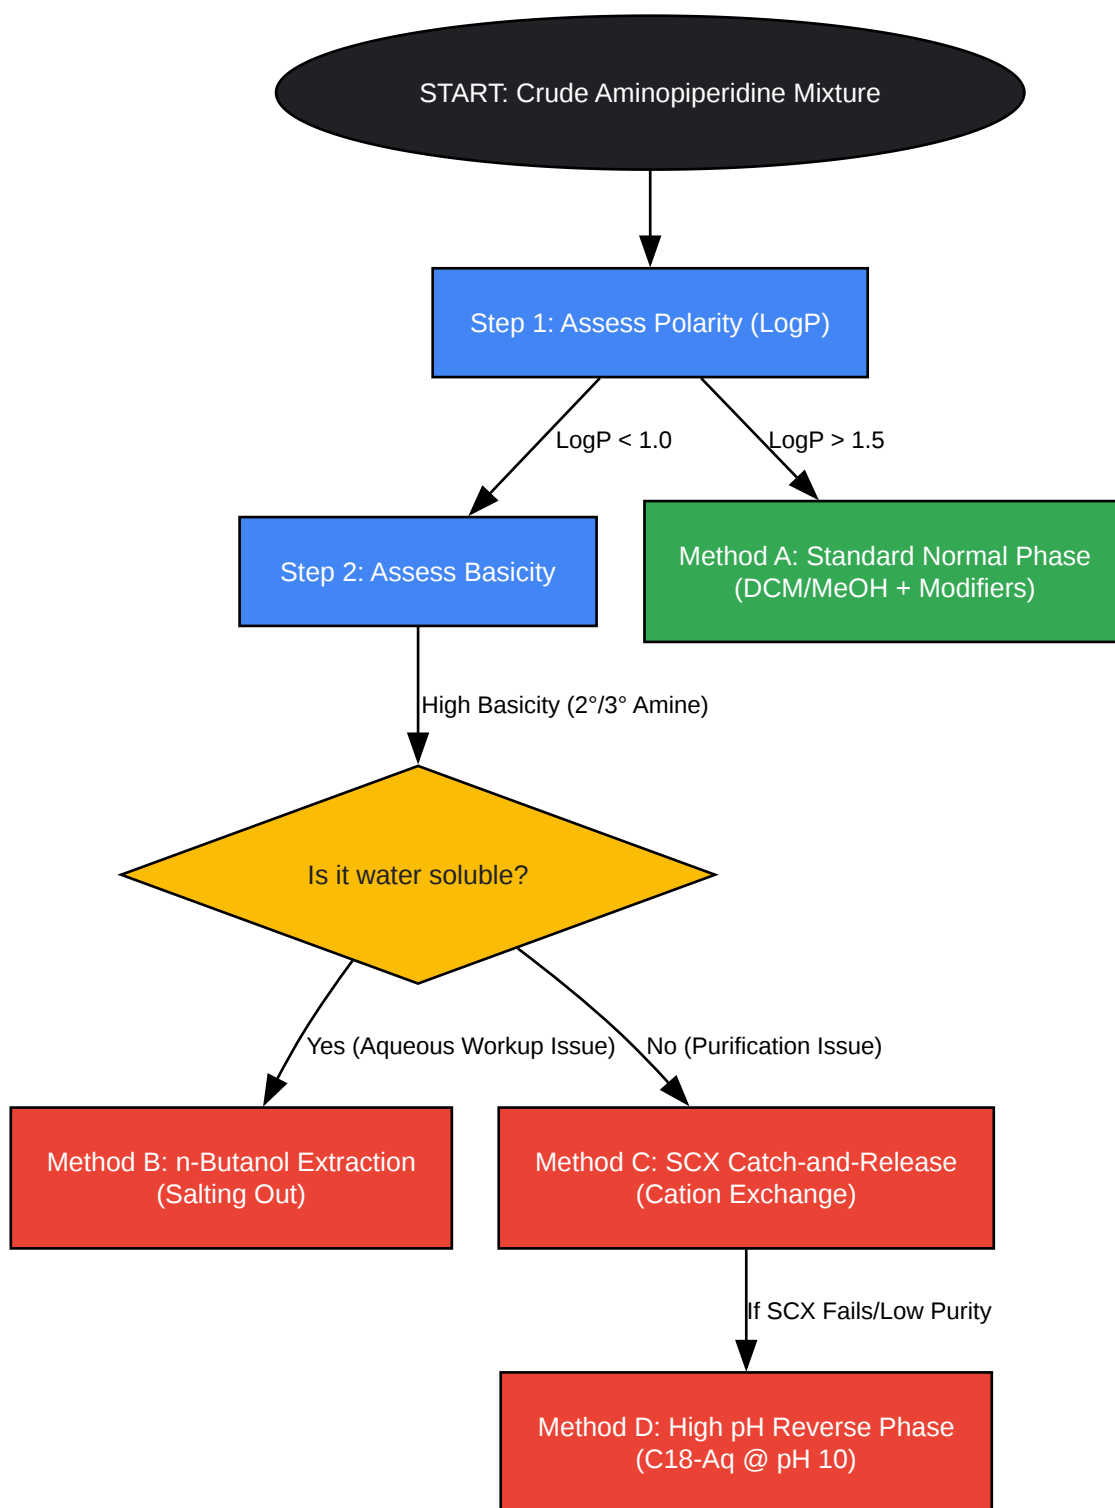 START: Crude Aminopiperidine Mixture
Step 1: Assess Polarity (LogP)
LogP < 1.0
LogP > 1.5
Step 2: Assess Basicity
Method A: Standard Normal Phase
(DCM/MeOH + Modifiers)
High Basicity (2°/3° Amine)
Is it water soluble?
Yes (Aqueous Workup Issue)
No (Purification Issue)
Method B: n-Butanol Extraction
(Salting Out)
Method C: SCX Catch-and-Release
(Cation Exchange)
If SCX Fails/Low Purity
Method D: High pH Reverse Phase
(C18-Aq @ pH 10)